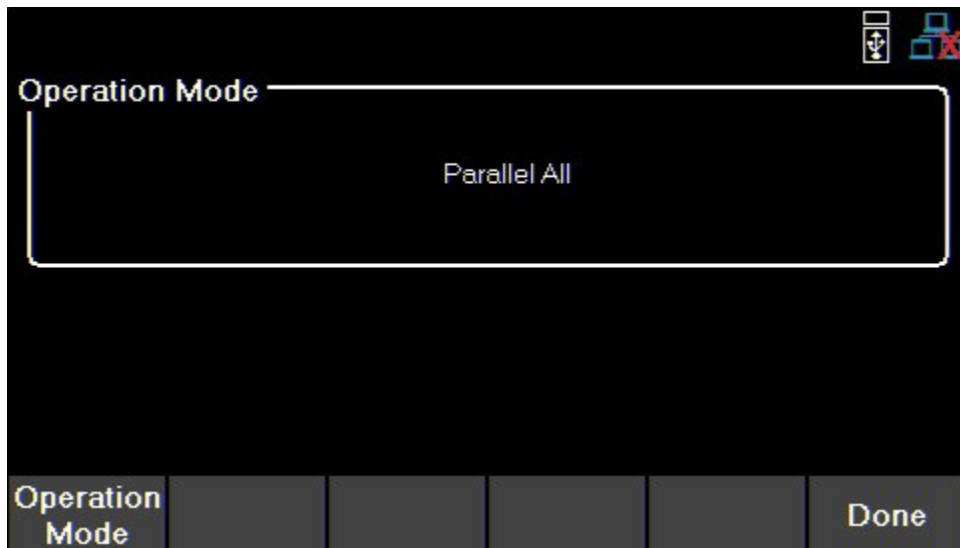 Operation Mode
Parallel All
Operation
Mode
Done